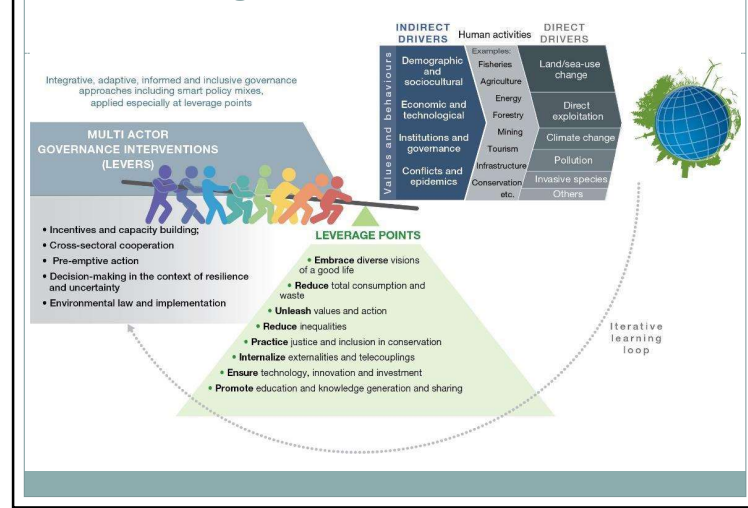 INDIRECT
DRIVERS
Human activities
DIRECT
DRIVERS
Values and behaviours
Demographic
and
sociocultural
Economic and
technological
Institutions and
governance
Conflicts and
epidemics
Examples:
Fisheries
Agriculture
Energy
Forestry
Mining
Tourism
Infrastructure
Conservation
etc.
Land/sea-use
change
Direct
exploitation
Climate change
Pollution
Invasive species
Others
Integrative, adaptive, informed and inclusive governance
approaches including smart policy mixes,
applied especially at leverage points
MULTI ACTOR
GOVERNANCE INTERVENTIONS
(LEVERS)
• Incentives and capacity building;
• Cross-sectoral cooperation
• Pre-emptive action
• Decision-making in the context of resilience
and uncertainty
• Environmental law and implementation
LEVERAGE POINTS
• Embrace diverse visions
of a good life
• Reduce total consumption and
waste
• Unleash values and action
• Reduce inequalities
• Practice justice and inclusion in conservation
• Internalize externalities and telecouplings
• Ensure technology, innovation and investment
• Promote education and knowledge generation and sharing
Iterative
learning
loop